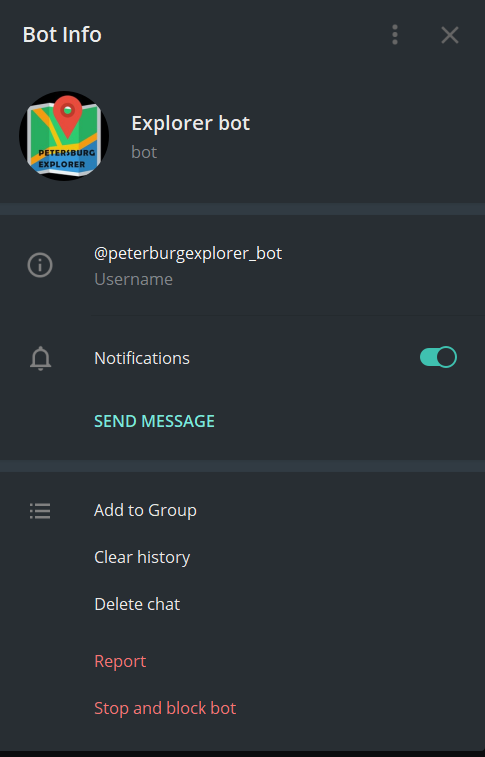 Bot Info
PETERSBURG
EXPLORER
Explorer bot
bot
@peterburgexplorer_bot
Username
Notifications
SEND MESSAGE
Add to Group
Clear history
Delete chat
Report
Stop and block bot